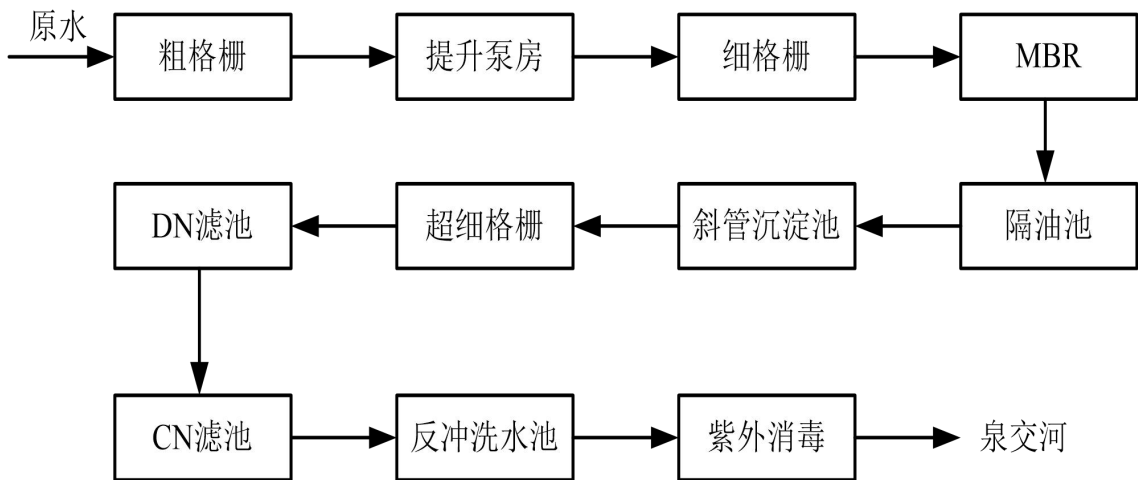 原水
粗格栅
提升泵房
细格栅
MBR
DN滤池
超细格栅
斜管沉淀池
隔油池
CN滤池
反冲洗水池
紫外消毒
泉交河